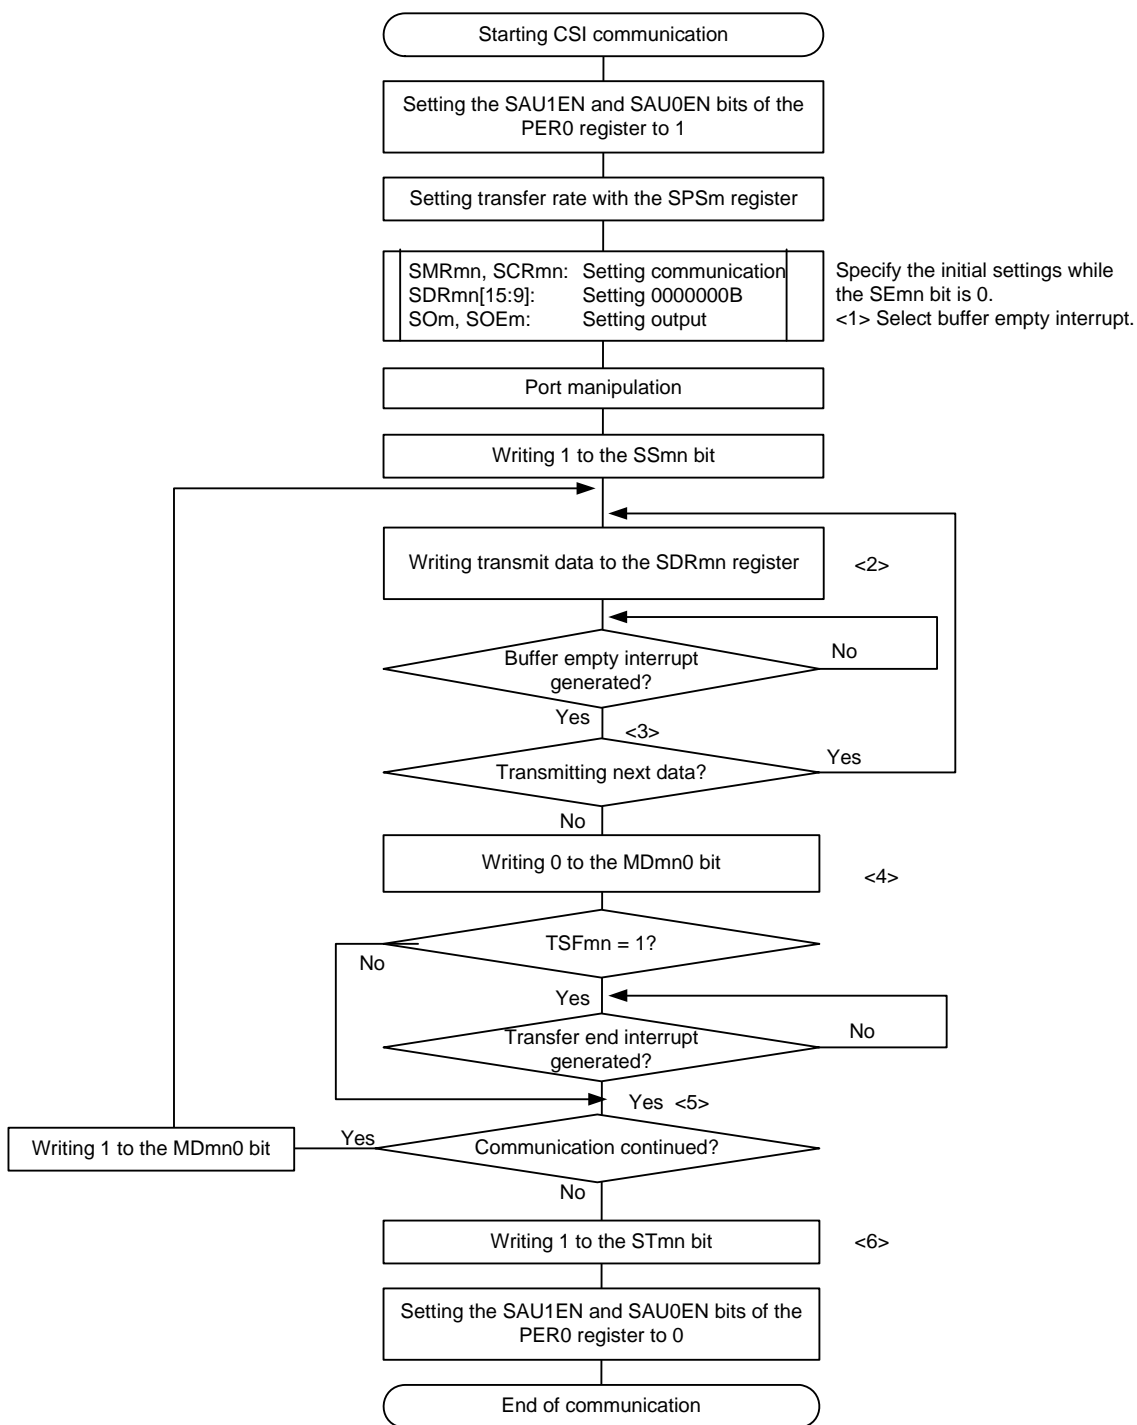 Starting CSI communication
Setting the SAU1EN and SAU0EN bits of the
PER0 register to 1
Setting transfer rate with the SPSm register
SMRmn, SCRmn: Setting communication
SDRmn[15:9]: Setting 0000000B
SOm, SOEm: Setting output
Specify the initial settings while
the SEmn bit is 0.
<1> Select buffer empty interrupt.
Port manipulation
Writing 1 to the SSmn bit
Writing transmit data to the SDRmn register
<2>
Buffer empty interrupt
generated?
No
Yes
<3>
Transmitting next data?
Yes
No
Writing 0 to the MDmn0 bit
<4>
TSFmn = 1?
No
Yes
Transfer end interrupt
generated?
No
Yes <5>
Communication continued?
Yes
Writing 1 to the MDmn0 bit
No
Writing 1 to the STmn bit
<6>
Setting the SAU1EN and SAU0EN bits of the
PER0 register to 0
End of communication